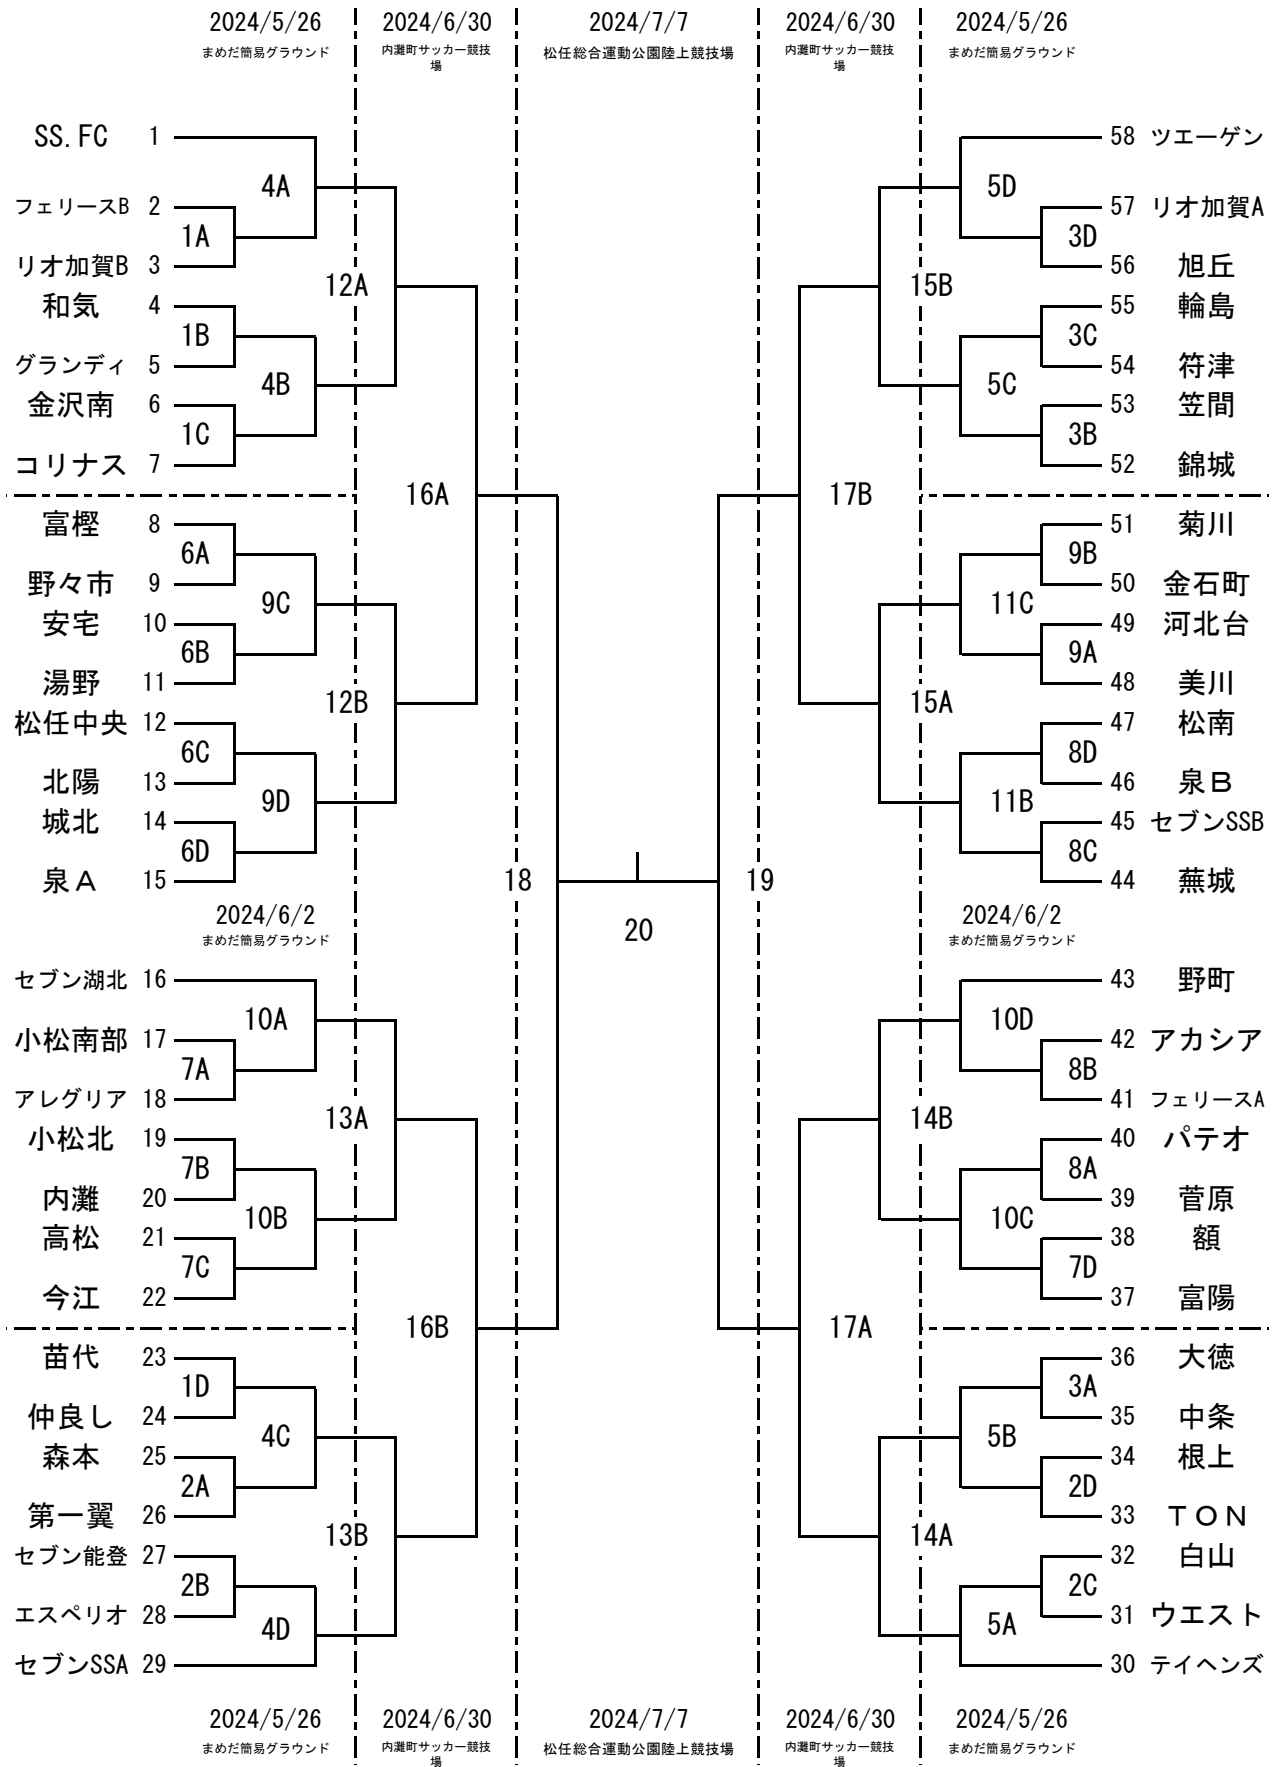 2024/5/26 2024/6/30 2024/7/7 2024/6/30 2024/5/26
まめだ簡易グラウンド 内灘町サッカー競技場 松任総合運動公園陸上競技場 内灘町サッカー競技場 まめだ簡易グラウンド
SS.FC 1 58 ツエーゲン
4A 5D
フェリースB 2 57 リオ加賀A
1A 3D
リオ加賀B 3 56 旭丘
12A 15B
和気 4 55 輪島
1B 3C
グランディ 5 54 符津
4B 5C
金沢南 6 53 笠間
1C 3B
コリナス 7 52 錦城
16A 17B
富樫 8 51 菊川
6A 9B
野々市 9 50 金石町
9C 11C
安宅 10 49 河北台
6B 9A
湯野 11 48 美川
12B 15A
松任中央 12 47 松南
6C 8D
北陽 13 46 泉B
9D 11B
城北 14 45 セブンSSB
6D 8C
泉A 15 18 19 44 蕪城
2024/6/2 20 2024/6/2
まめだ簡易グラウンド まめだ簡易グラウンド
セブン湖北 16 43 野町
10A 10D
小松南部 17 42 アカシア
7A 8B
アレグリア 18 41 フェリースA
13A 14B
小松北 19 40 パテオ
7B 8A
内灘 20 39 菅原
10B 10C
高松 21 38 額
7C 7D
今江 22 37 富陽
16B 17A
苗代 23 36 大徳
1D 3A
仲良し 24 35 中条
4C 5B
森本 25 34 根上
2A 2D
第一翼 26 33 TON
13B 14A
セブン能登 27 32 白山
2B 2C
エスペリオ 28 31 ウエスト
4D 5A
セブンSSA 29 30 テイヘンズ
2024/5/26 2024/6/30 2024/7/7 2024/6/30 2024/5/26
まめだ簡易グラウンド 内灘町サッカー競技場 松任総合運動公園陸上競技場 内灘町サッカー競技場 まめだ簡易グラウンド